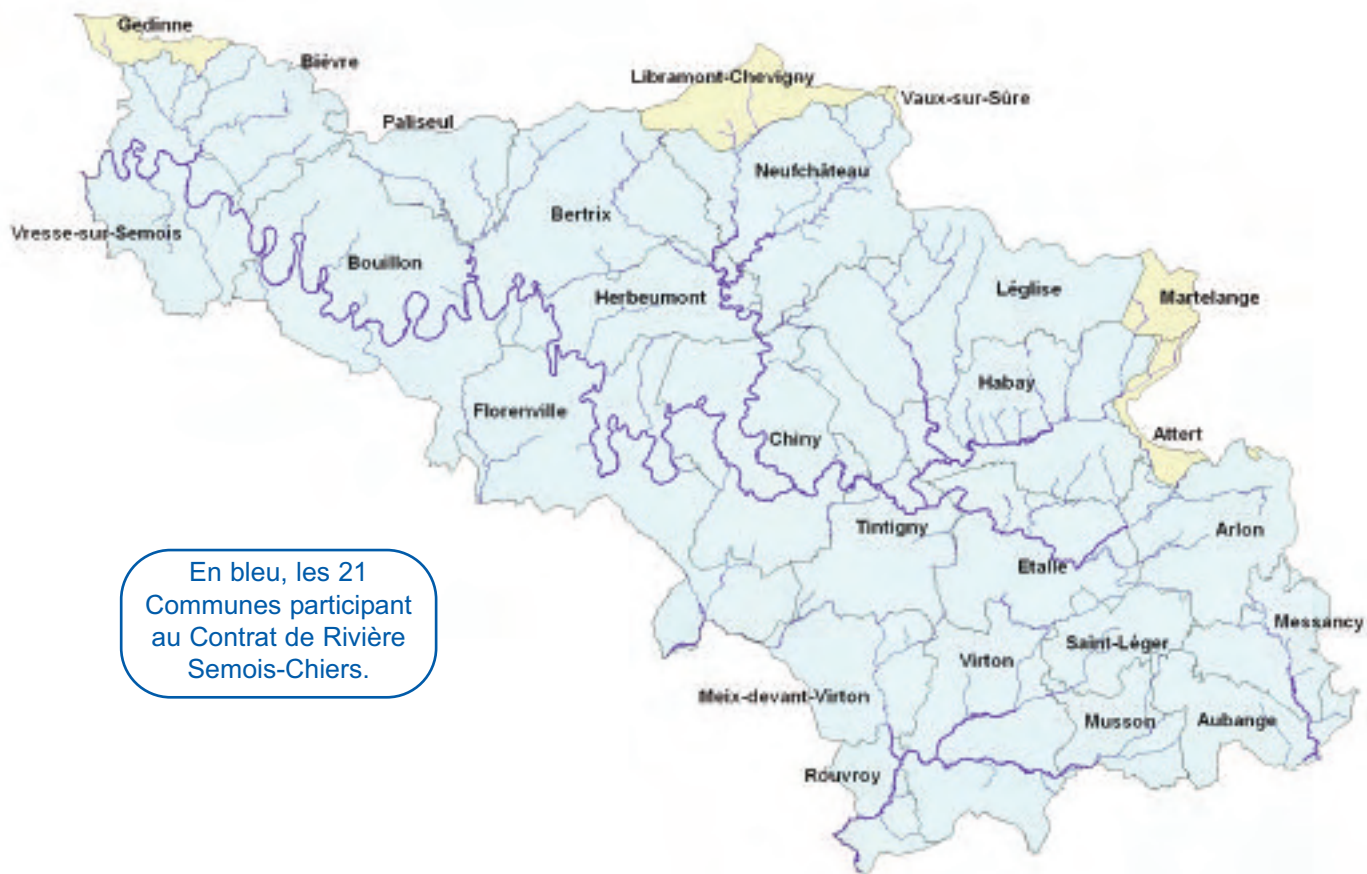 Gedinne
Bièvre
Libramont-Chevigny
Vaux-sur-Sûre
Paliseul
Neufchâteau
Bertrix
Vresse-sur-Semois
Bouillon
Herbeumont
Léglise
Martelange
Habay
Florenville
Chiny
Attert
Tintigny
Arlon
Etalle
En bleu, les 21
Communes participant
au Contrat de Rivière
Semois-Chiers.
Messancy
Saint-Léger
Virton
Meix-devant-Virton
Musson
Aubange
Rouvroy